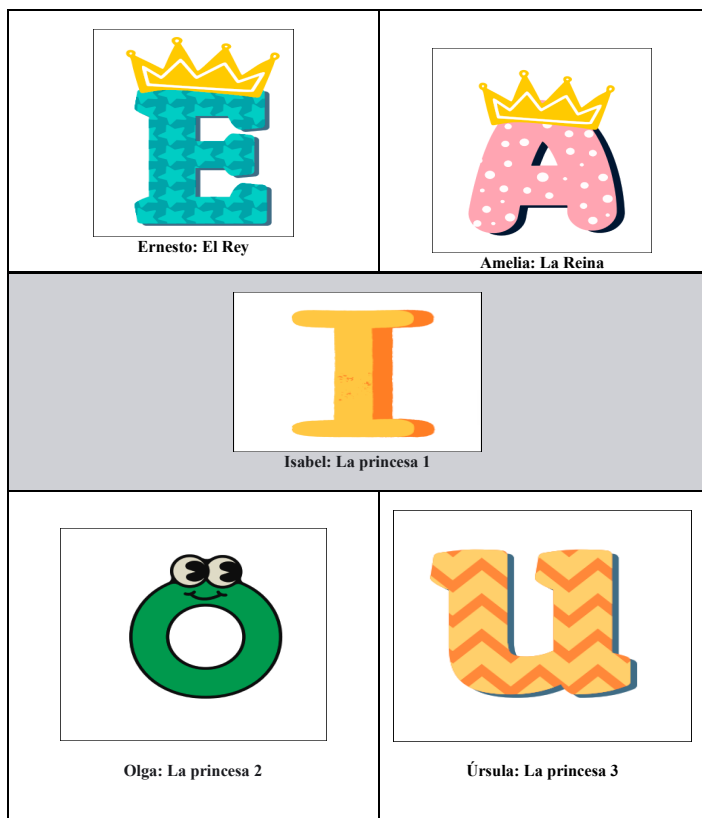 E
Ernesto: El Rey
A
Amelia: La Reina
I
Isabel: La princesa 1
O
Olga: La princesa 2
u
Úrsula: La princesa 3